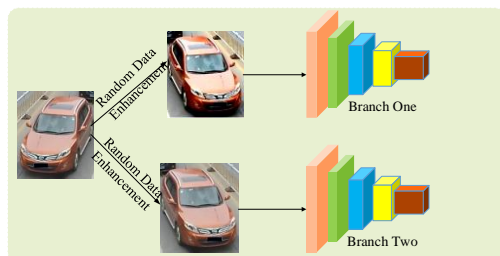 Random Data
Enhancement
Branch One
Random Data
Enhancement
Branch Two